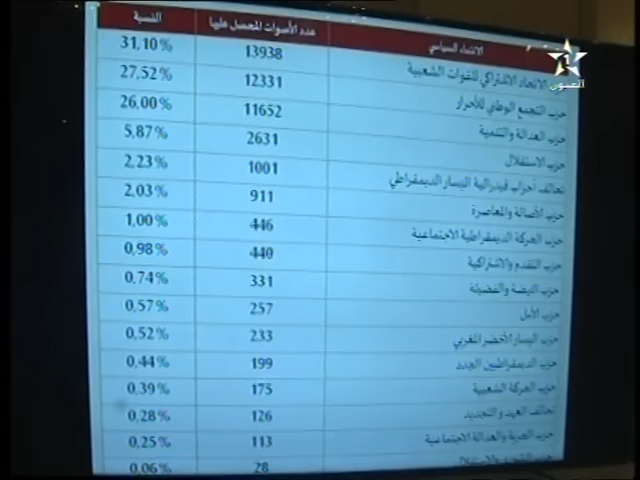 الانتماء السياسي عدد الأصوات المحصل عليها النسبة
الاتحاد الاشتراكي للقوات الشعبية 13938 31,10%
حزب التجمع الوطني للأحرار 12331 27,52%
حزب العدالة والتنمية 11652 26,00%
حزب الاستقلال 2631 5,87%
تحالف أحزاب فيدرالية اليسار الديمقراطي 1001 2,23%
حزب الأصالة والمعاصرة 911 2,03%
حزب الحركة الديمقراطية الاجتماعية 446 1,00%
حزب التقدم والاشتراكية 440 0,98%
حزب النهضة والفضيلة 331 0,74%
حزب الأمل 257 0,57%
حزب اليسار الأخضر المغربي 233 0,52%
حزب الديمقراطيين الجدد 199 0,44%
حزب الحركة الشعبية 175 0,39%
تحالف العهد والتجديد 126 0,28%
حزب الحرية والعدالة الاجتماعية 113 0,25%
28 0,06%
1
العيون